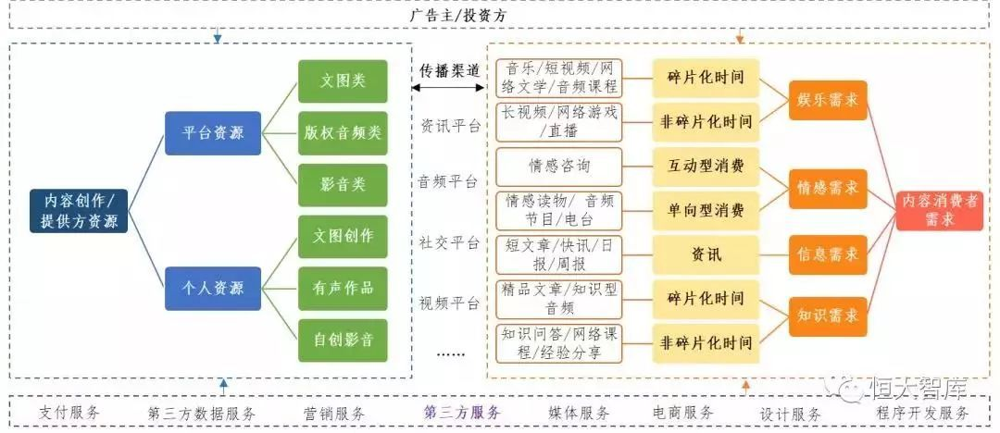 广告主/投资方
内容创作/
提供方资源
平台资源
个人资源
文图类
版权音频类
影音类
文图创作
有声作品
自创影音
传播渠道
资讯平台
音频平台
社交平台
视频平台
......
音乐/短视频/网
络文学/音频课程
长视频/网络游戏
/直播
情感咨询
情感读物/ 音频
节目/电台
短文章/快讯/日
报/周报
精品文章/知识型
音频
知识问答/网络课
程/经验分享
碎片化时间
非碎片化时间
互动型消费
单向型消费
资讯
碎片化时间
非碎片化时间
娱乐需求
情感需求
信息需求
知识需求
内容消费者
需求
恒大智库
支付服务 第三方数据服务 营销服务 第三方服务 媒体服务 电商服务 设计服务 程序开发服务